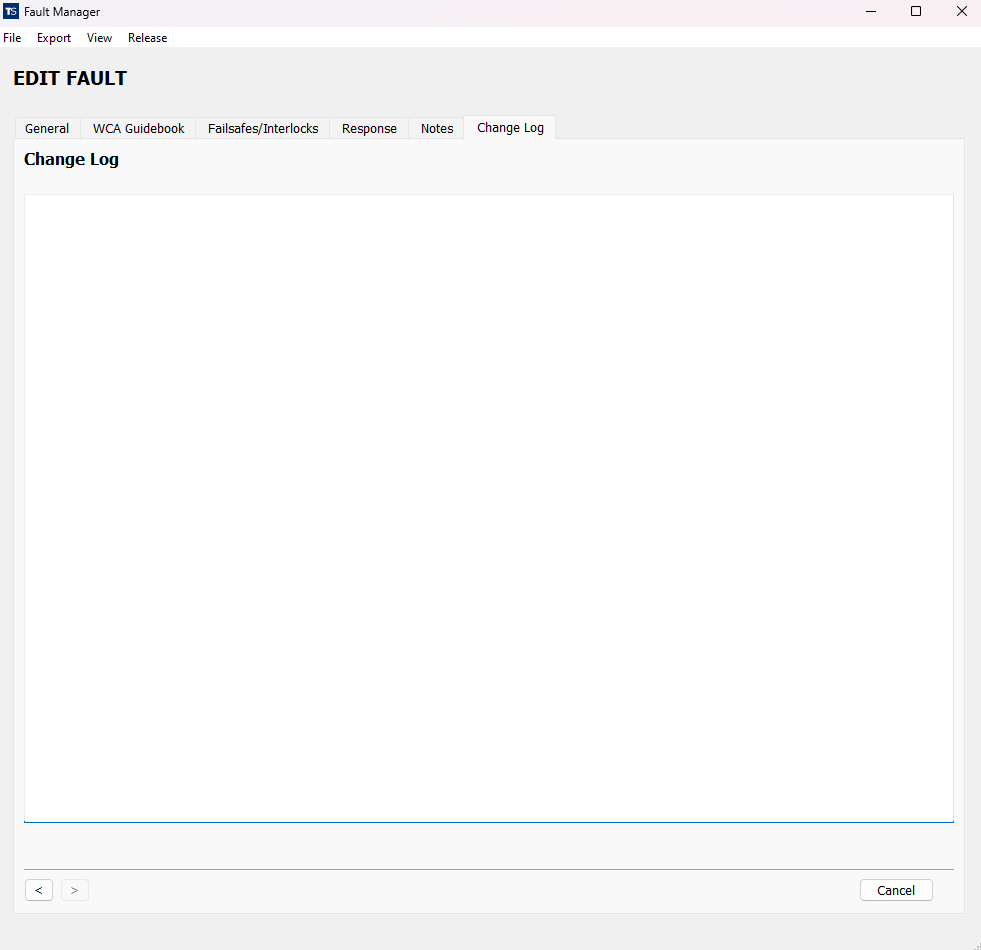 TS Fault Manager
File Export View Release
EDIT FAULT
General WCA Guidebook Failsafes/Interlocks Response Notes Change Log
Change Log
< > Cancel